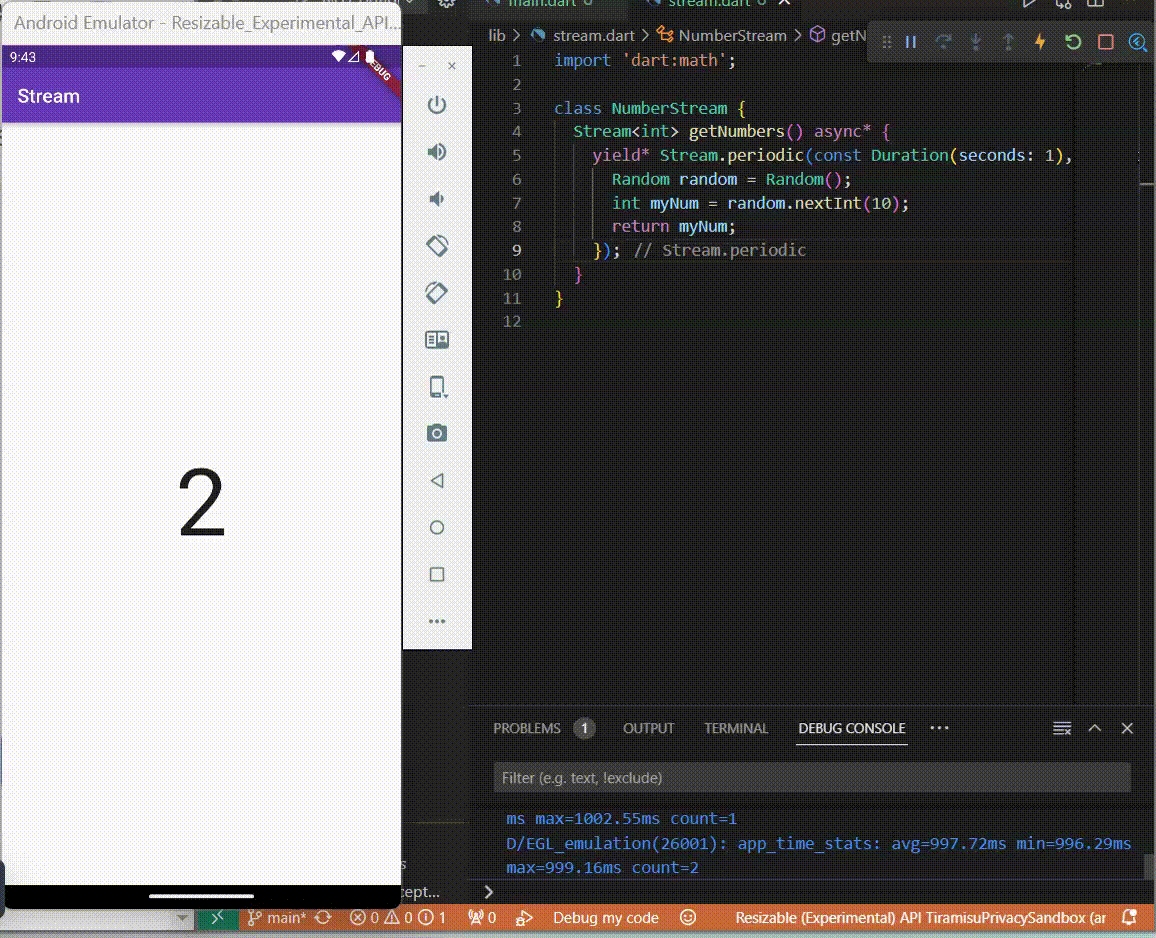 Android Emulator - Resizable_Experimental_API...
9:43
DEBUG
Stream
2
main.dart
stream.dart
lib > stream.dart > NumberStream > getN
1 import 'dart:math';
2
3 class NumberStream {
4 Stream<int> getNumbers() async* {
5 yield* Stream.periodic(const Duration(seconds: 1),
6 Random random = Random();
7 int myNum = random.nextInt(10);
8 return myNum;
9 }); // Stream.periodic
10 }
11 }
12
PROBLEMS 1 OUTPUT TERMINAL DEBUG CONSOLE ...
Filter (e.g. text, !exclude)
ms max=1002.55ms count=1
D/EGL_emulation(26001): app_time_stats: avg=997.72ms min=996.29ms
max=999.16ms count=2
cept...
>
main* 0 0 1 0 Debug my code Resizable (Experimental) API TiramisuPrivacySandbox (ar